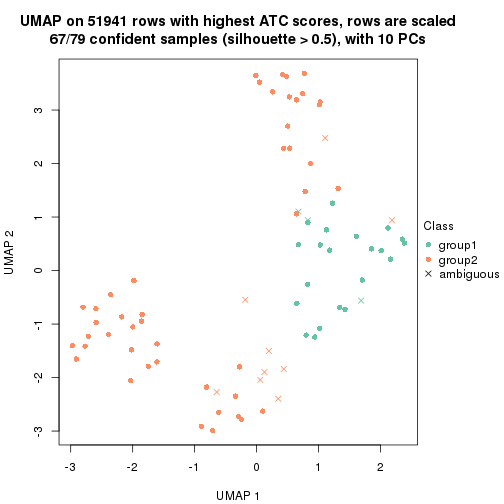 UMAP on 51941 rows with highest ATC scores, rows are scaled
67/79 confident samples (silhouette > 0.5), with 10 PCs
UMAP 2
3
2
1
0
-1
-2
-3
-3
-2
-1
0
1
2
UMAP 1
Class
group1
group2
ambiguous